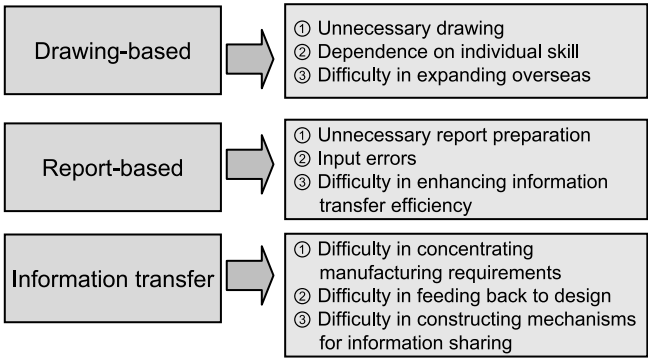 Drawing-based
① Unnecessary drawing
② Dependence on individual skill
③ Difficulty in expanding overseas
Report-based
① Unnecessary report preparation
② Input errors
③ Difficulty in enhancing information
transfer efficiency
Information transfer
① Difficulty in concentrating
manufacturing requirements
② Difficulty in feeding back to design
③ Difficulty in constructing mechanisms
for information sharing